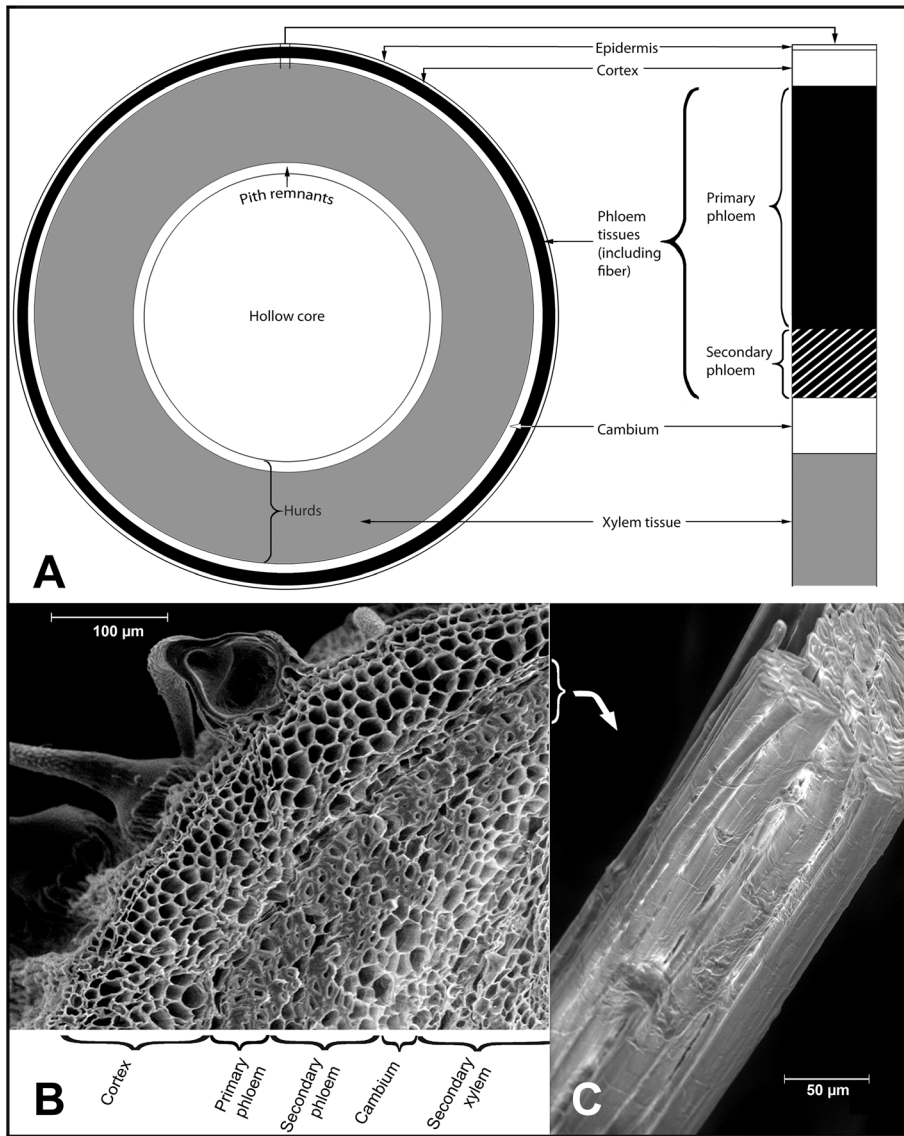 Epidermis
Cortex
Pith remnants
Primary
phloem
Phloem
tissues
(including
fiber)
Hollow core
Secondary
phloem
Cambium
Hurds
Xylem tissue
A
100 µm
Cortex
Primary
phloem
Secondary
phloem
Cambium
Secondary
xylem
B
C
50 µm